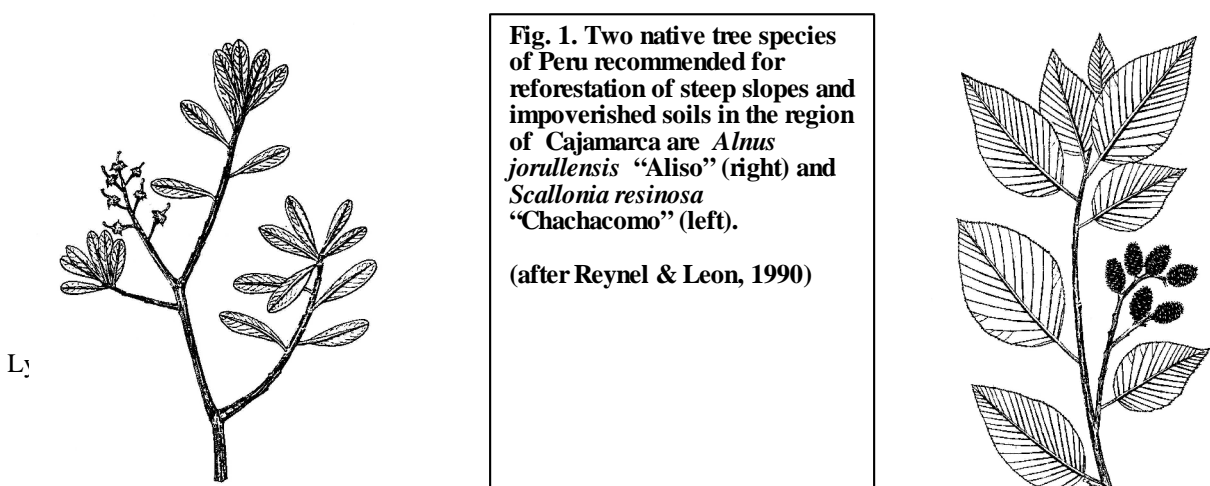 Fig. 1. Two native tree species
of Peru recommended for
reforestation of steep slopes and
impoverished soils in the region
of Cajamarca are Alnus
jorullensis “Aliso” (right) and
Scallonia resinosa
“Chachacomo” (left).
(after Reynel & Leon, 1990)